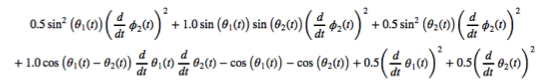 0.5 sin² (θ₁(t)) (d/dt ϕ₂(t))² + 1.0 sin (θ₁(t)) sin (θ₂(t)) (d/dt ϕ₂(t))² + 0.5 sin² (θ₂(t)) (d/dt ϕ₂(t))²
+ 1.0 cos (θ₁(t) − θ₂(t)) d/dt θ₁(t) d/dt θ₂(t) − cos (θ₁(t)) − cos (θ₂(t)) + 0.5 (d/dt θ₁(t))² + 0.5 (d/dt θ₂(t))²